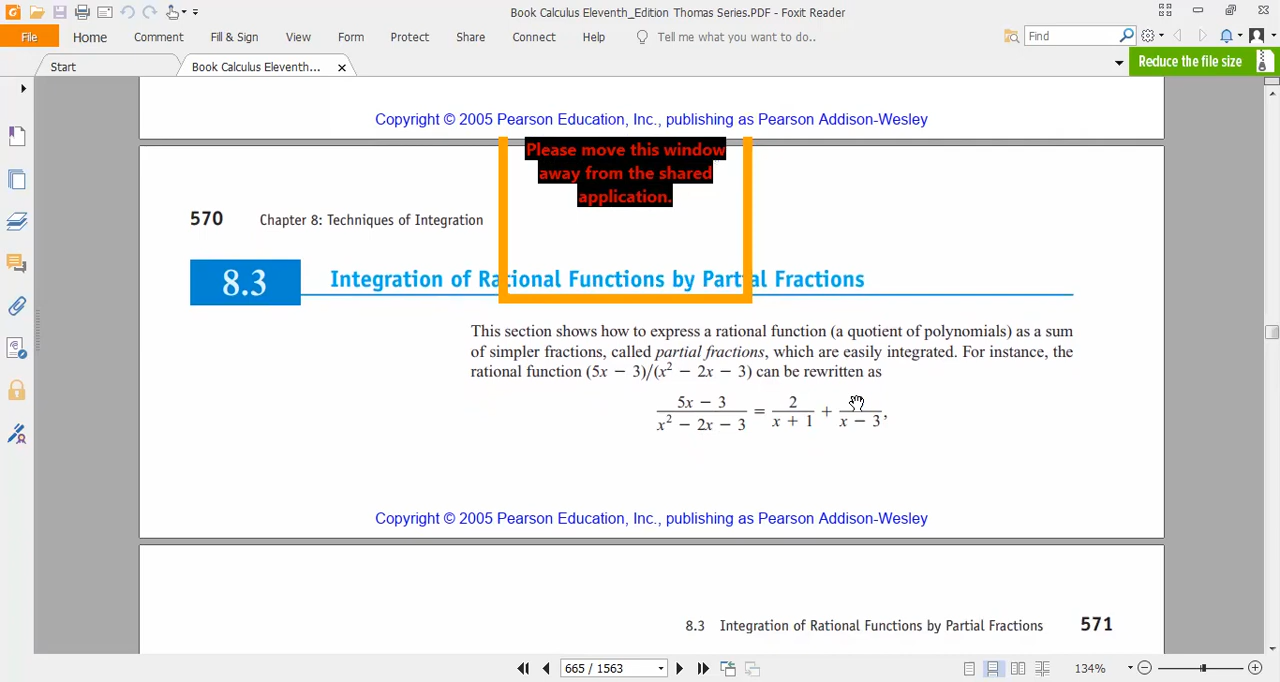 Book Calculus Eleventh_Edition Thomas Series.PDF - Foxit Reader
File Home Comment Fill & Sign View Form Protect Share Connect Help Tell me what you want to do.. Find
Start Book Calculus Eleventh... Reduce the file size
Copyright © 2005 Pearson Education, Inc., publishing as Pearson Addison-Wesley
Please move this window
away from the shared
application.
570 Chapter 8: Techniques of Integration
8.3 Integration of Rational Functions by Partial Fractions
This section shows how to express a rational function (a quotient of polynomials) as a sum
of simpler fractions, called partial fractions, which are easily integrated. For instance, the
rational function (5x − 3)/(x² − 2x − 3) can be rewritten as
5x − 3 2
= +
x² − 2x − 3 x + 1 x − 3,
Copyright © 2005 Pearson Education, Inc., publishing as Pearson Addison-Wesley
8.3 Integration of Rational Functions by Partial Fractions 571
665 / 1563 134%